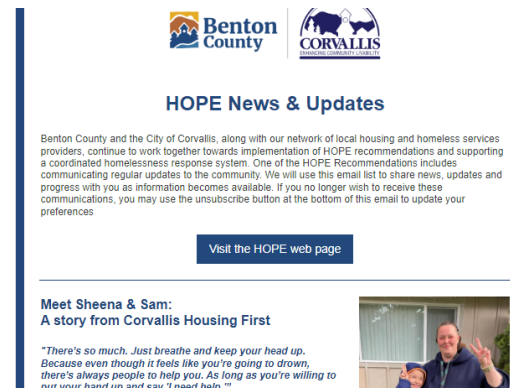 Benton
County
CORVALLIS
ENHANCING COMMUNITY LIVABILITY
HOPE News & Updates
Benton County and the City of Corvallis, along with our network of local housing and homeless services
providers, continue to work together towards implementation of HOPE recommendations and supporting
a coordinated homelessness response system. One of the HOPE Recommendations includes
communicating regular updates to the community. We will use this email list to share news, updates and
progress with you as information becomes available. If you no longer wish to receive these
communications, you may use the unsubscribe button at the bottom of this email to update your
preferences
Visit the HOPE web page
Meet Sheena & Sam:
A story from Corvallis Housing First
"There's so much. Just breathe and keep your head up.
Because even though it feels like you're going to drown,
there's always people to help you. As long as you're willing to
put your hand up and say 'I need help.'"